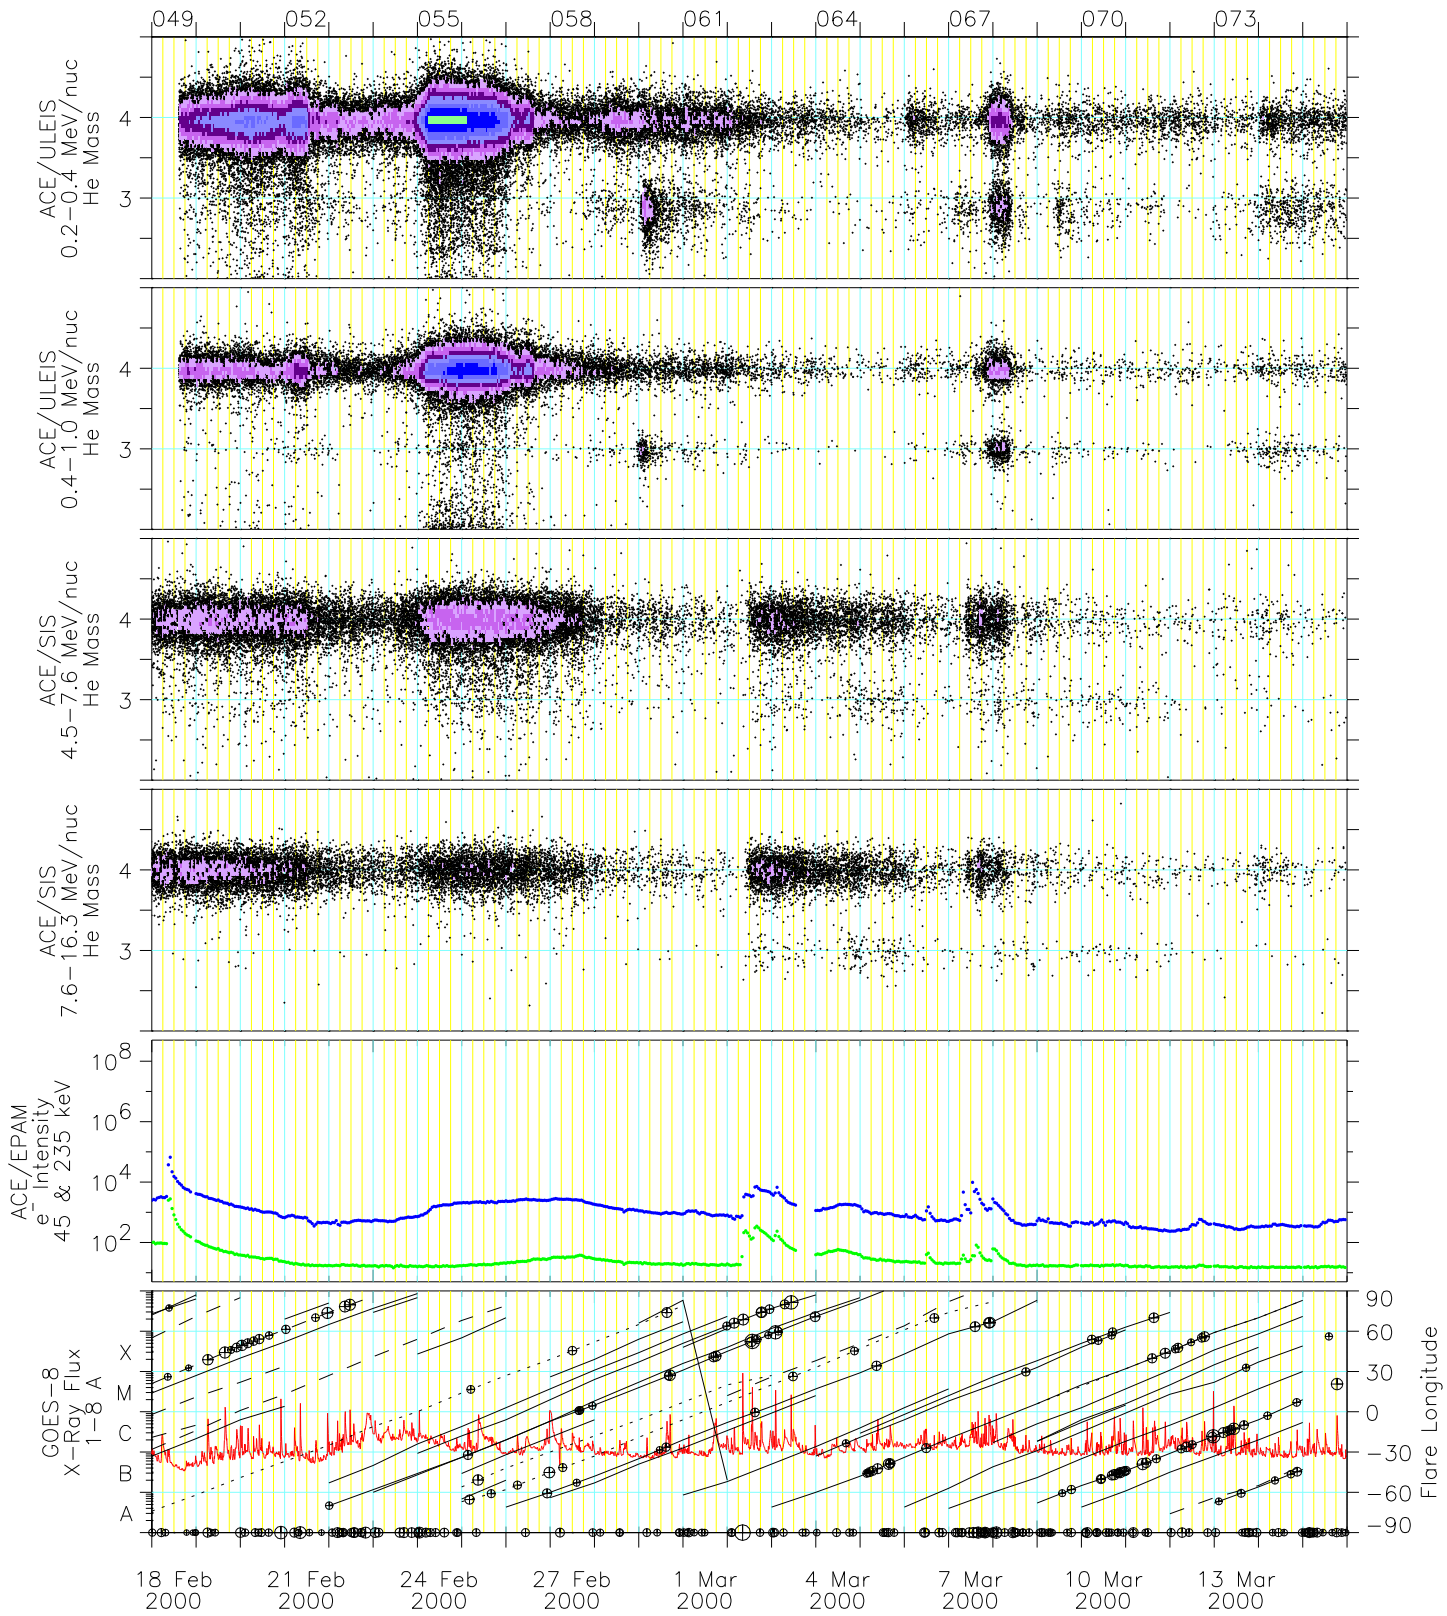 049 052 055 058 061 064 067 070 073
ACE/ULEIS
0.2-0.4 MeV/nuc
He Mass
4
3
ACE/ULEIS
0.4-1.0 MeV/nuc
He Mass
4
3
ACE/SIS
4.5-7.6 MeV/nuc
He Mass
4
3
ACE/SIS
7.6-16.3 MeV/nuc
He Mass
4
3
ACE/EPAM
e⁻ Intensity
45 & 235 keV
10⁸
10⁶
10⁴
10²
GOES-8
X-Ray Flux
1-8 A
X
M
C
B
A
90
60
30
0
-30
-60
-90
Flare Longitude
18 Feb 21 Feb 24 Feb 27 Feb 1 Mar 4 Mar 7 Mar 10 Mar 13 Mar
2000 2000 2000 2000 2000 2000 2000 2000 2000